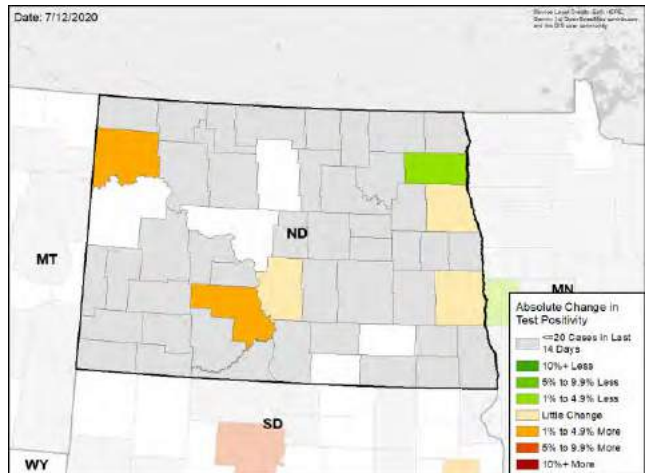 Date: 7/12/2020
ND
MT
MN
SD
WY
Absolute Change in
Test Positivity
<=20 Cases in Last
14 Days
10%+ Less
5% to 9.9% Less
1% to 4.9% Less
Little Change
1% to 4.9% More
5% to 9.9% More
10%+ More